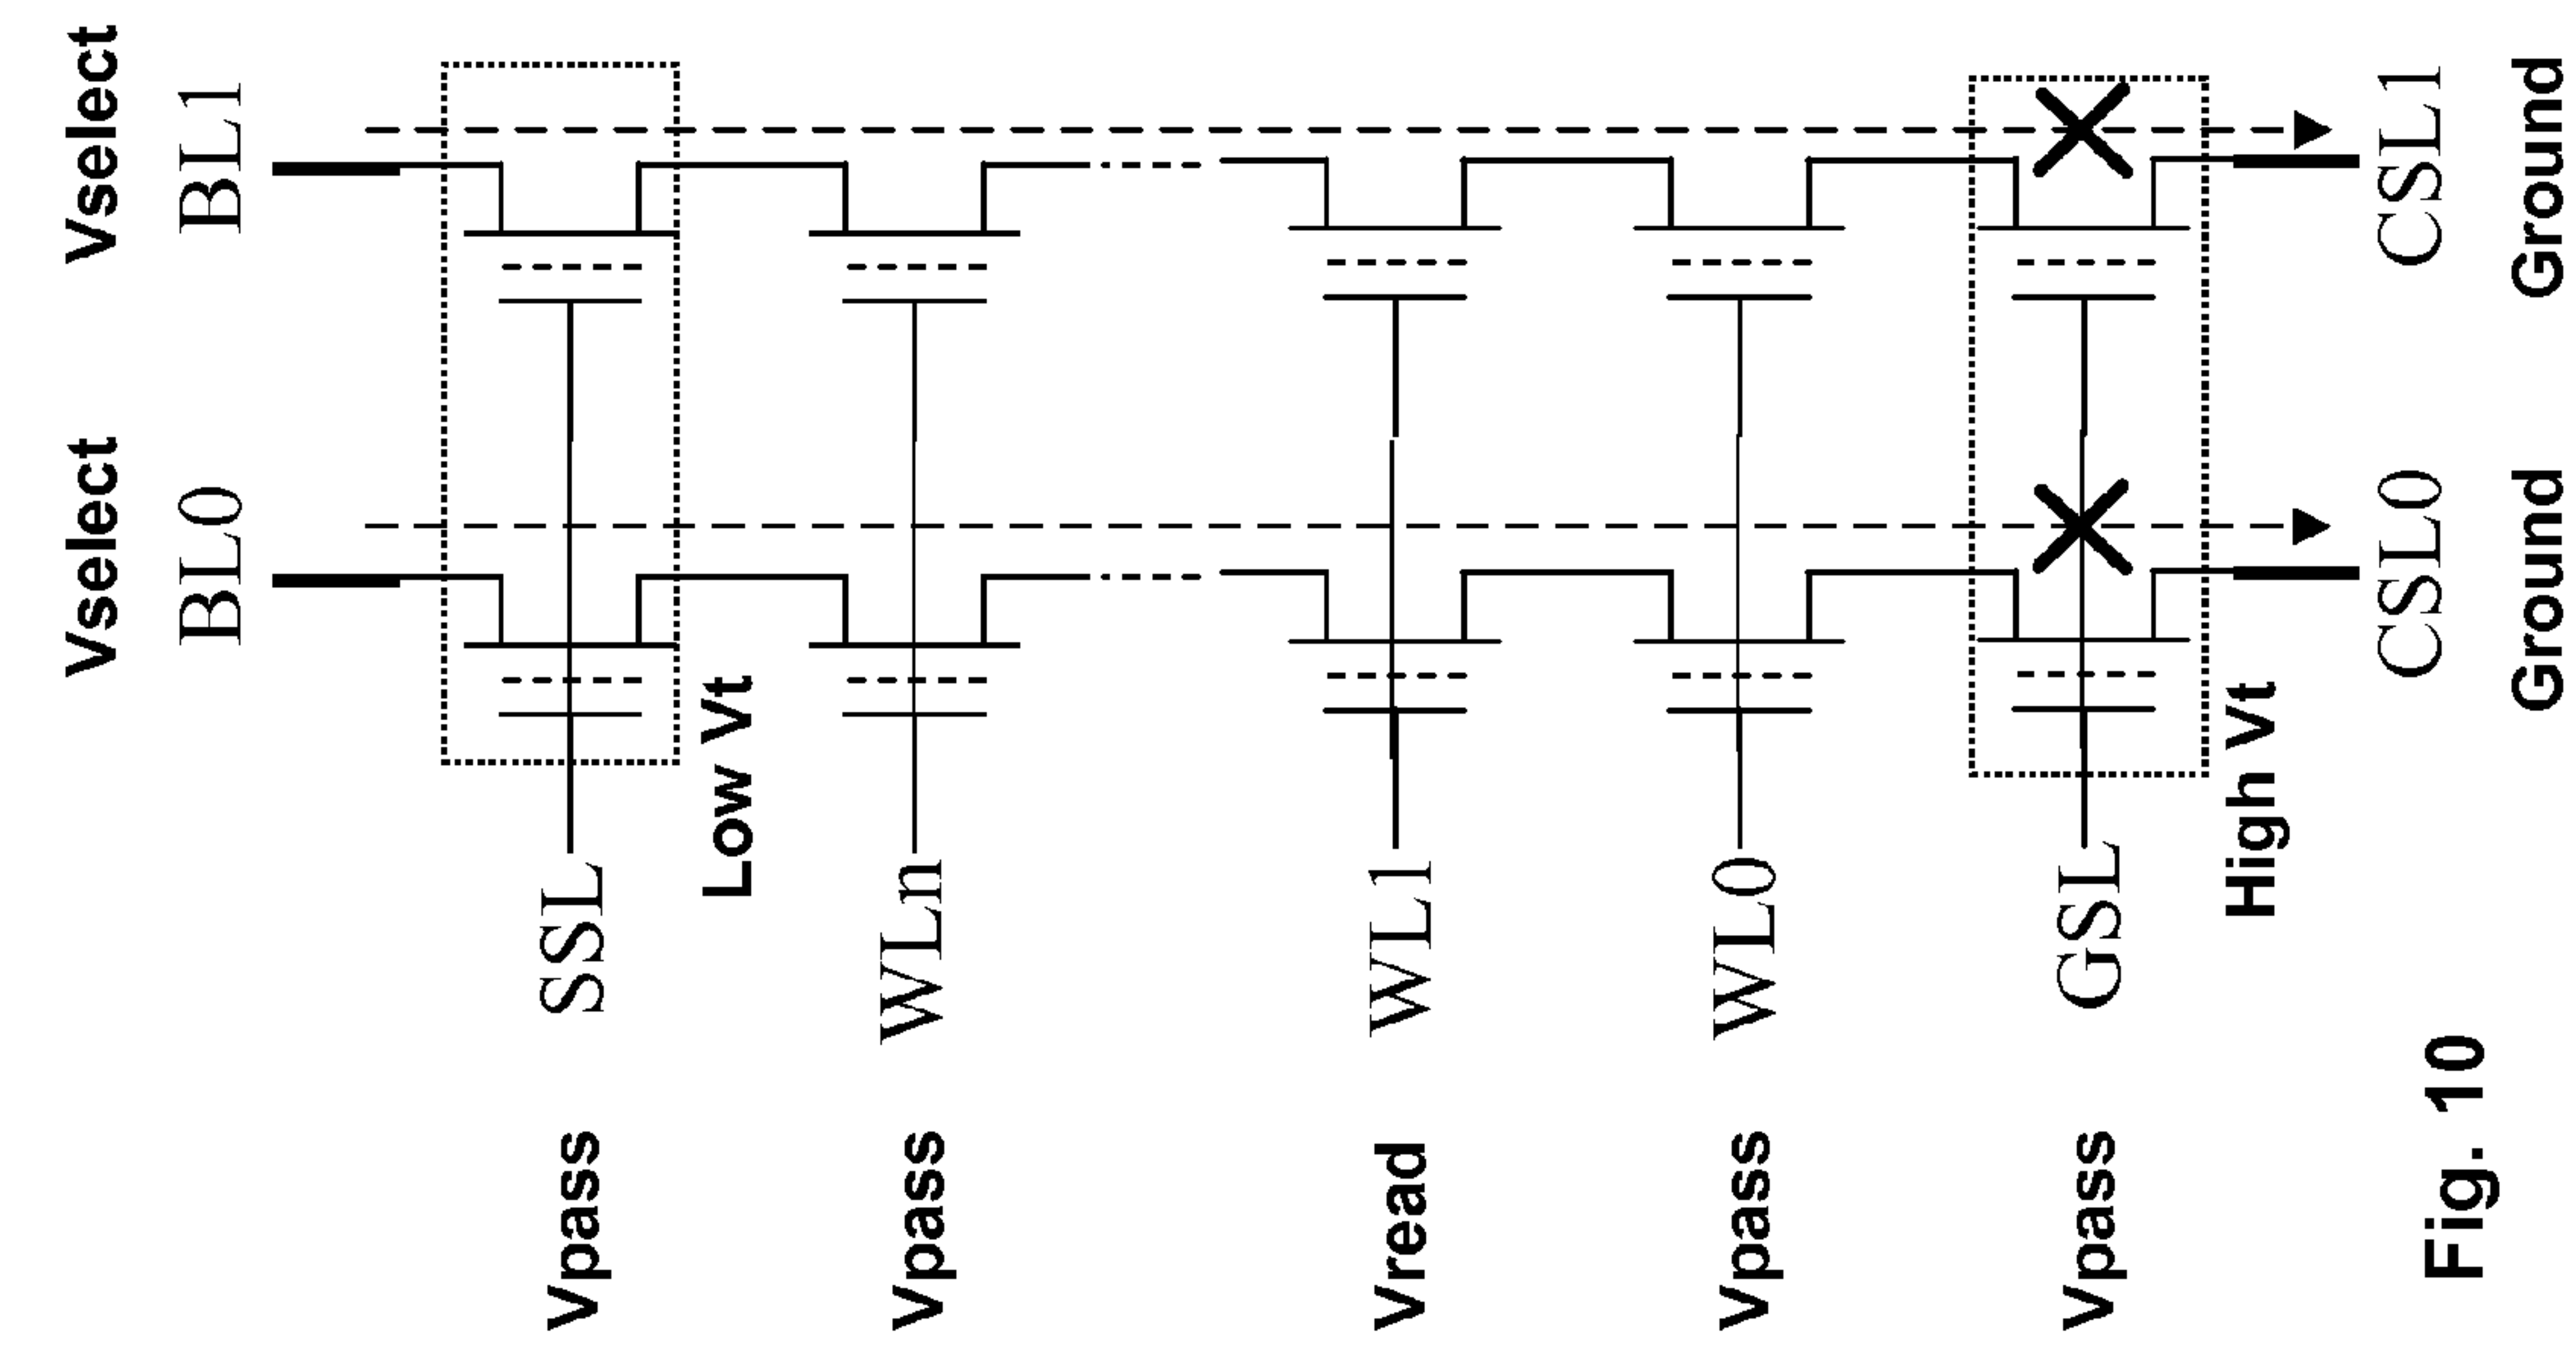 Vselect Vselect
BL0 BL1
Vpass SSL
Low Vt
Vpass WLn
Vread WL1
Vpass WL0
Vpass GSL
High Vt
CSL0 CSL1
Ground Ground
Fig. 10